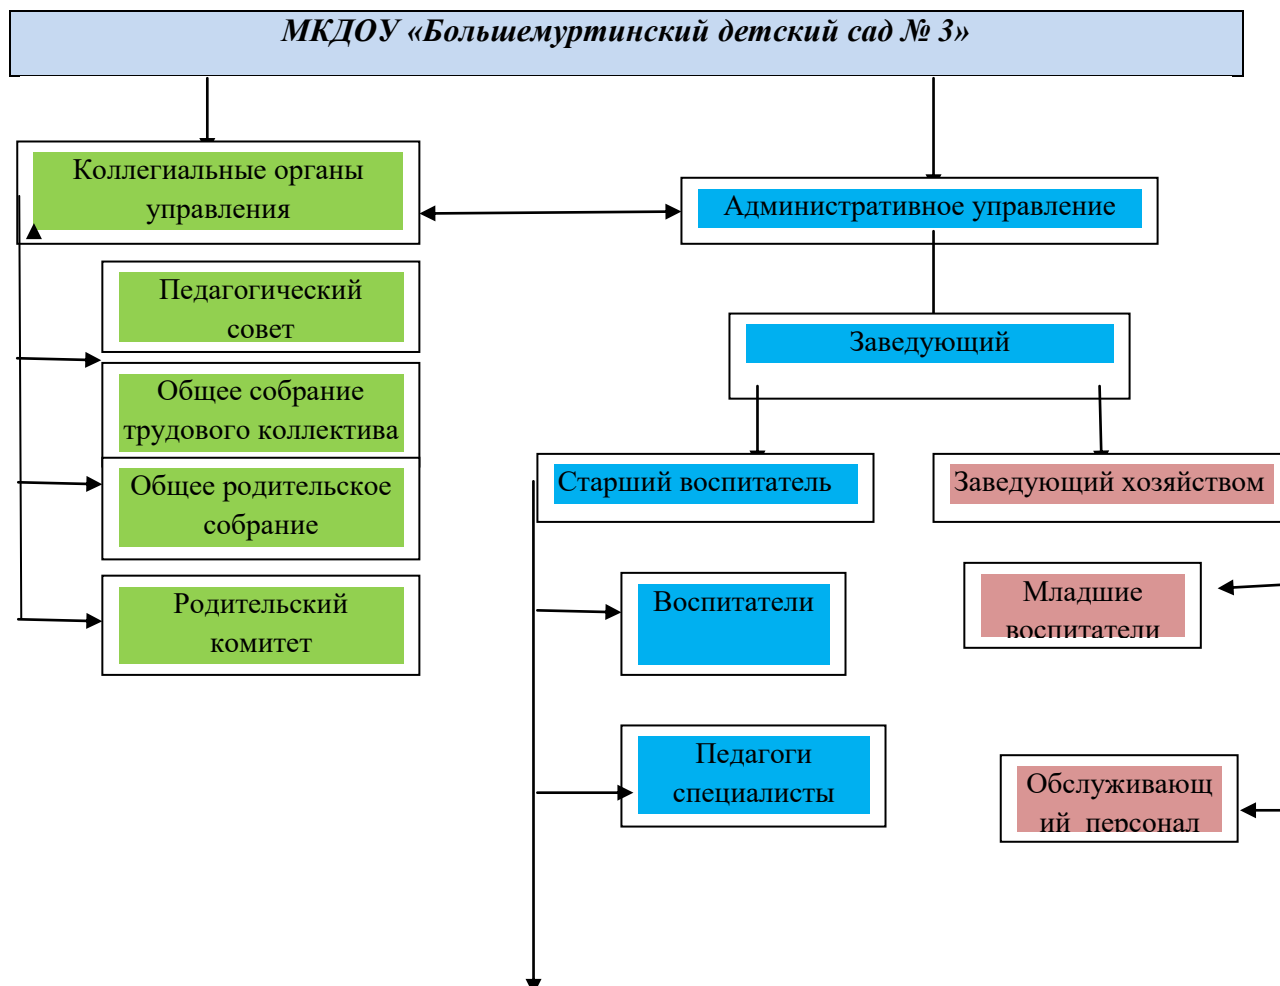 МКДОУ «Большемуртинский детский сад № 3»
Коллегиальные органы
управления
Административное управление
Педагогический
совет
Заведующий
Общее собрание
трудового коллектива
Общее родительское
собрание
Старший воспитатель
Заведующий хозяйством
Родительский
комитет
Воспитатели
Младшие
воспитатели
Педагоги
специалисты
Обслуживающ
ий персонал